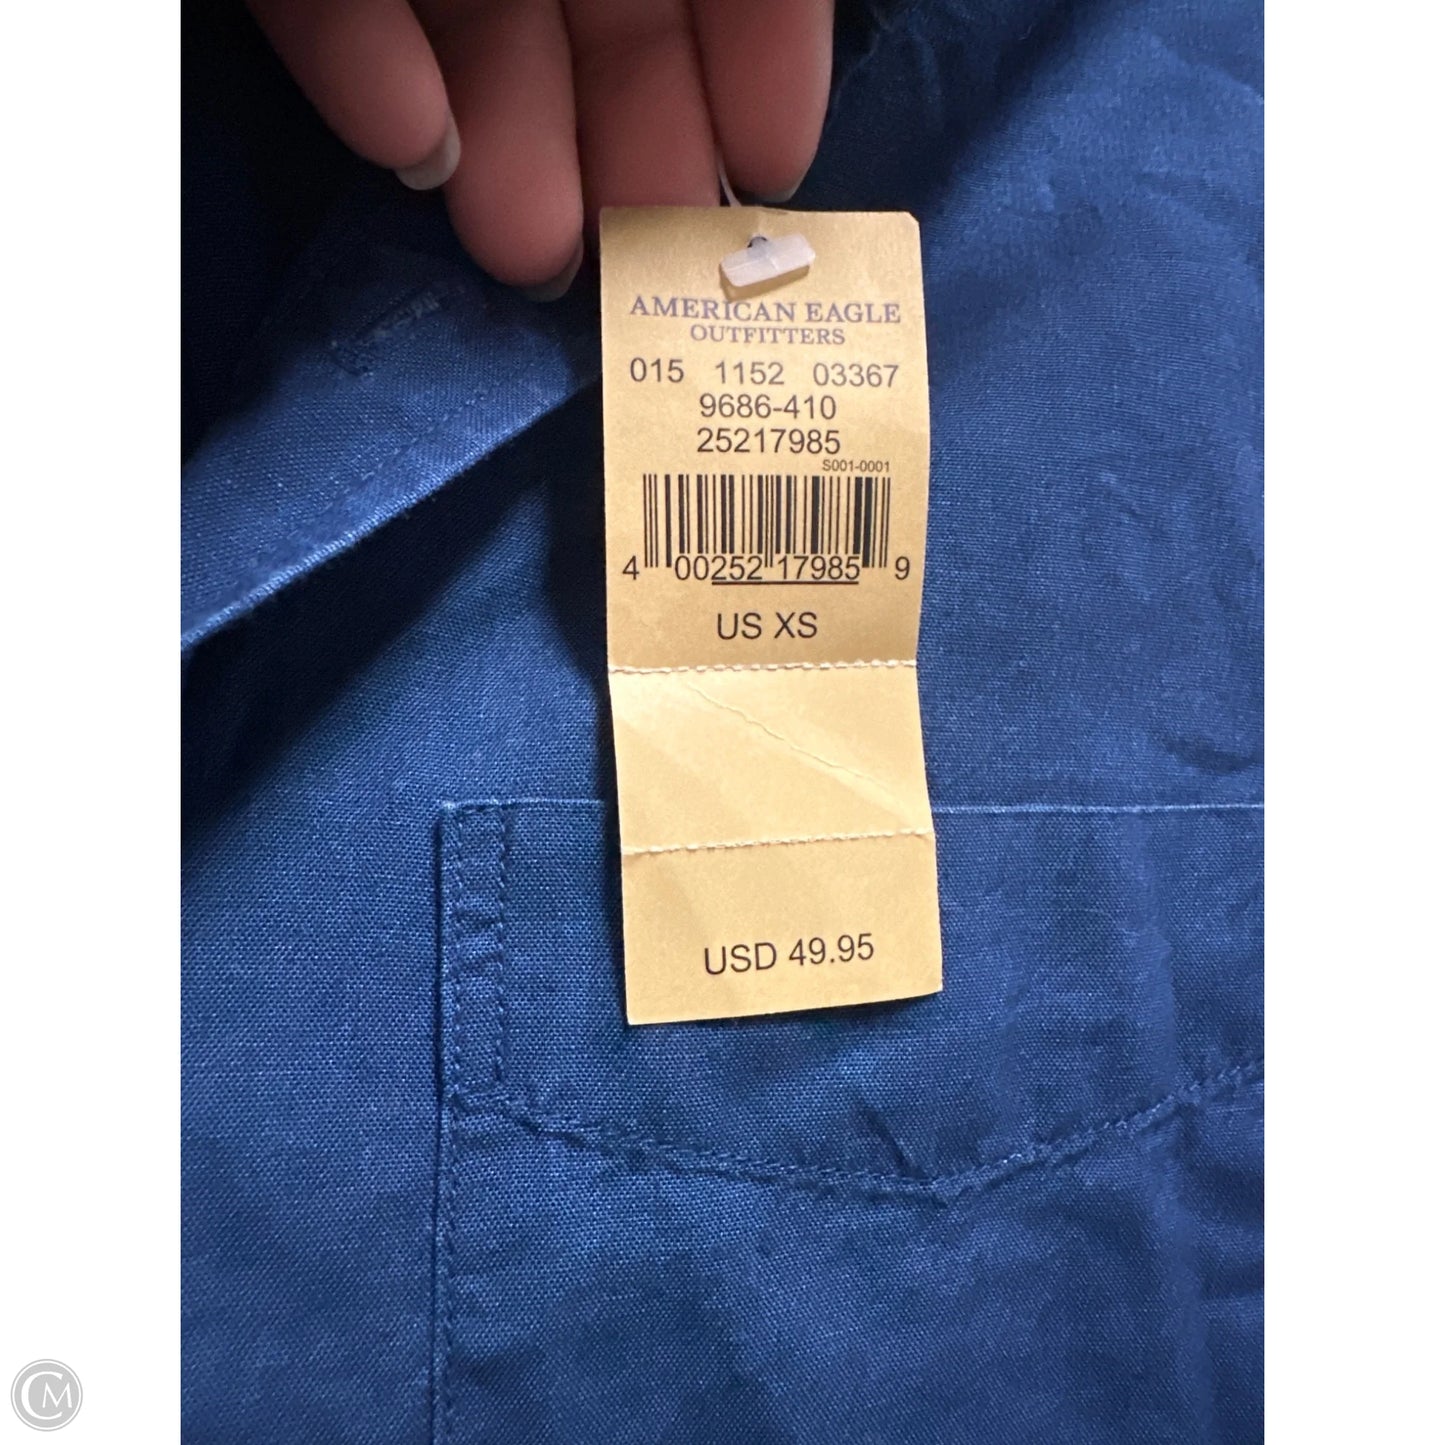 AMERICAN EAGLE
OUTFITTERS
015 1152 03367
9686-410
25217985
S001-0001
4 00252 17985 9
US XS
USD 49.95
CM